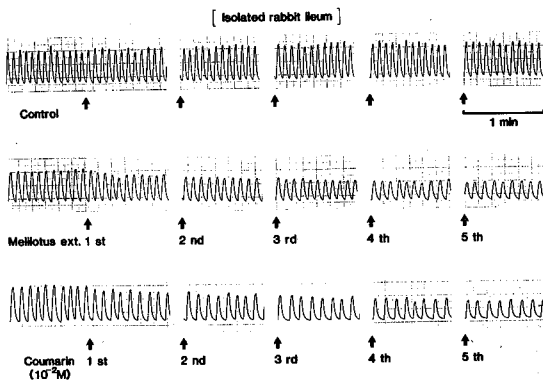 [ Isolated rabbit ileum ]
Control
1 min
Melilotus ext. 1 st
2 nd
3 rd
4 th
5 th
Coumarin 1 st
2 nd
3 rd
4 th
5 th
(10⁻²M)